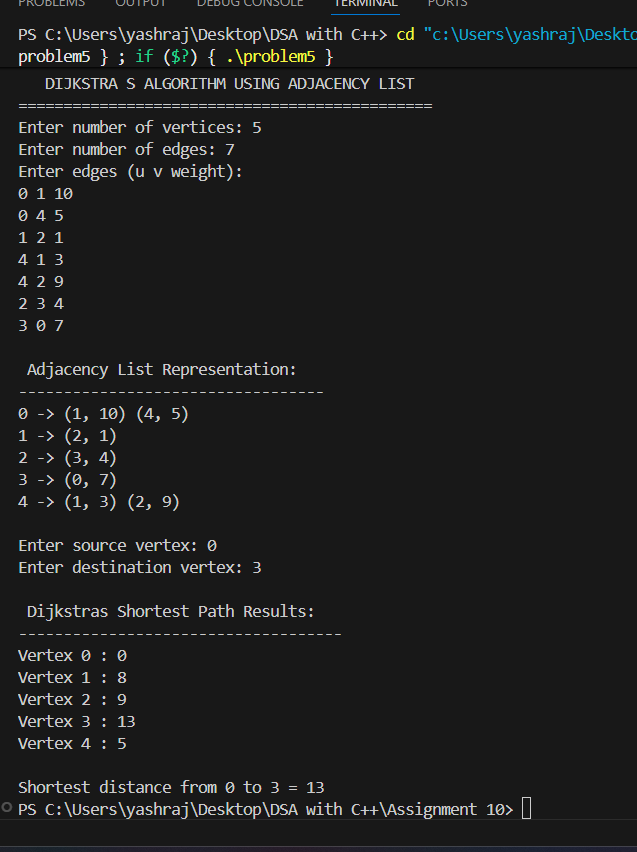 PROBLEMS OUTPUT DEBUG CONSOLE TERMINAL PORTS
PS C:\Users\yashraj\Desktop\DSA with C++> cd "c:\Users\yashraj\Deskto
problem5 } ; if ($?) { .\problem5 }
DIJKSTRA S ALGORITHM USING ADJACENCY LIST
==============================================
Enter number of vertices: 5
Enter number of edges: 7
Enter edges (u v weight):
0 1 10
0 4 5
1 2 1
4 1 3
4 2 9
2 3 4
3 0 7
Adjacency List Representation:
----------------------------------
0 -> (1, 10) (4, 5)
1 -> (2, 1)
2 -> (3, 4)
3 -> (0, 7)
4 -> (1, 3) (2, 9)
Enter source vertex: 0
Enter destination vertex: 3
Dijkstras Shortest Path Results:
------------------------------------
Vertex 0 : 0
Vertex 1 : 8
Vertex 2 : 9
Vertex 3 : 13
Vertex 4 : 5
Shortest distance from 0 to 3 = 13
PS C:\Users\yashraj\Desktop\DSA with C++\Assignment 10>